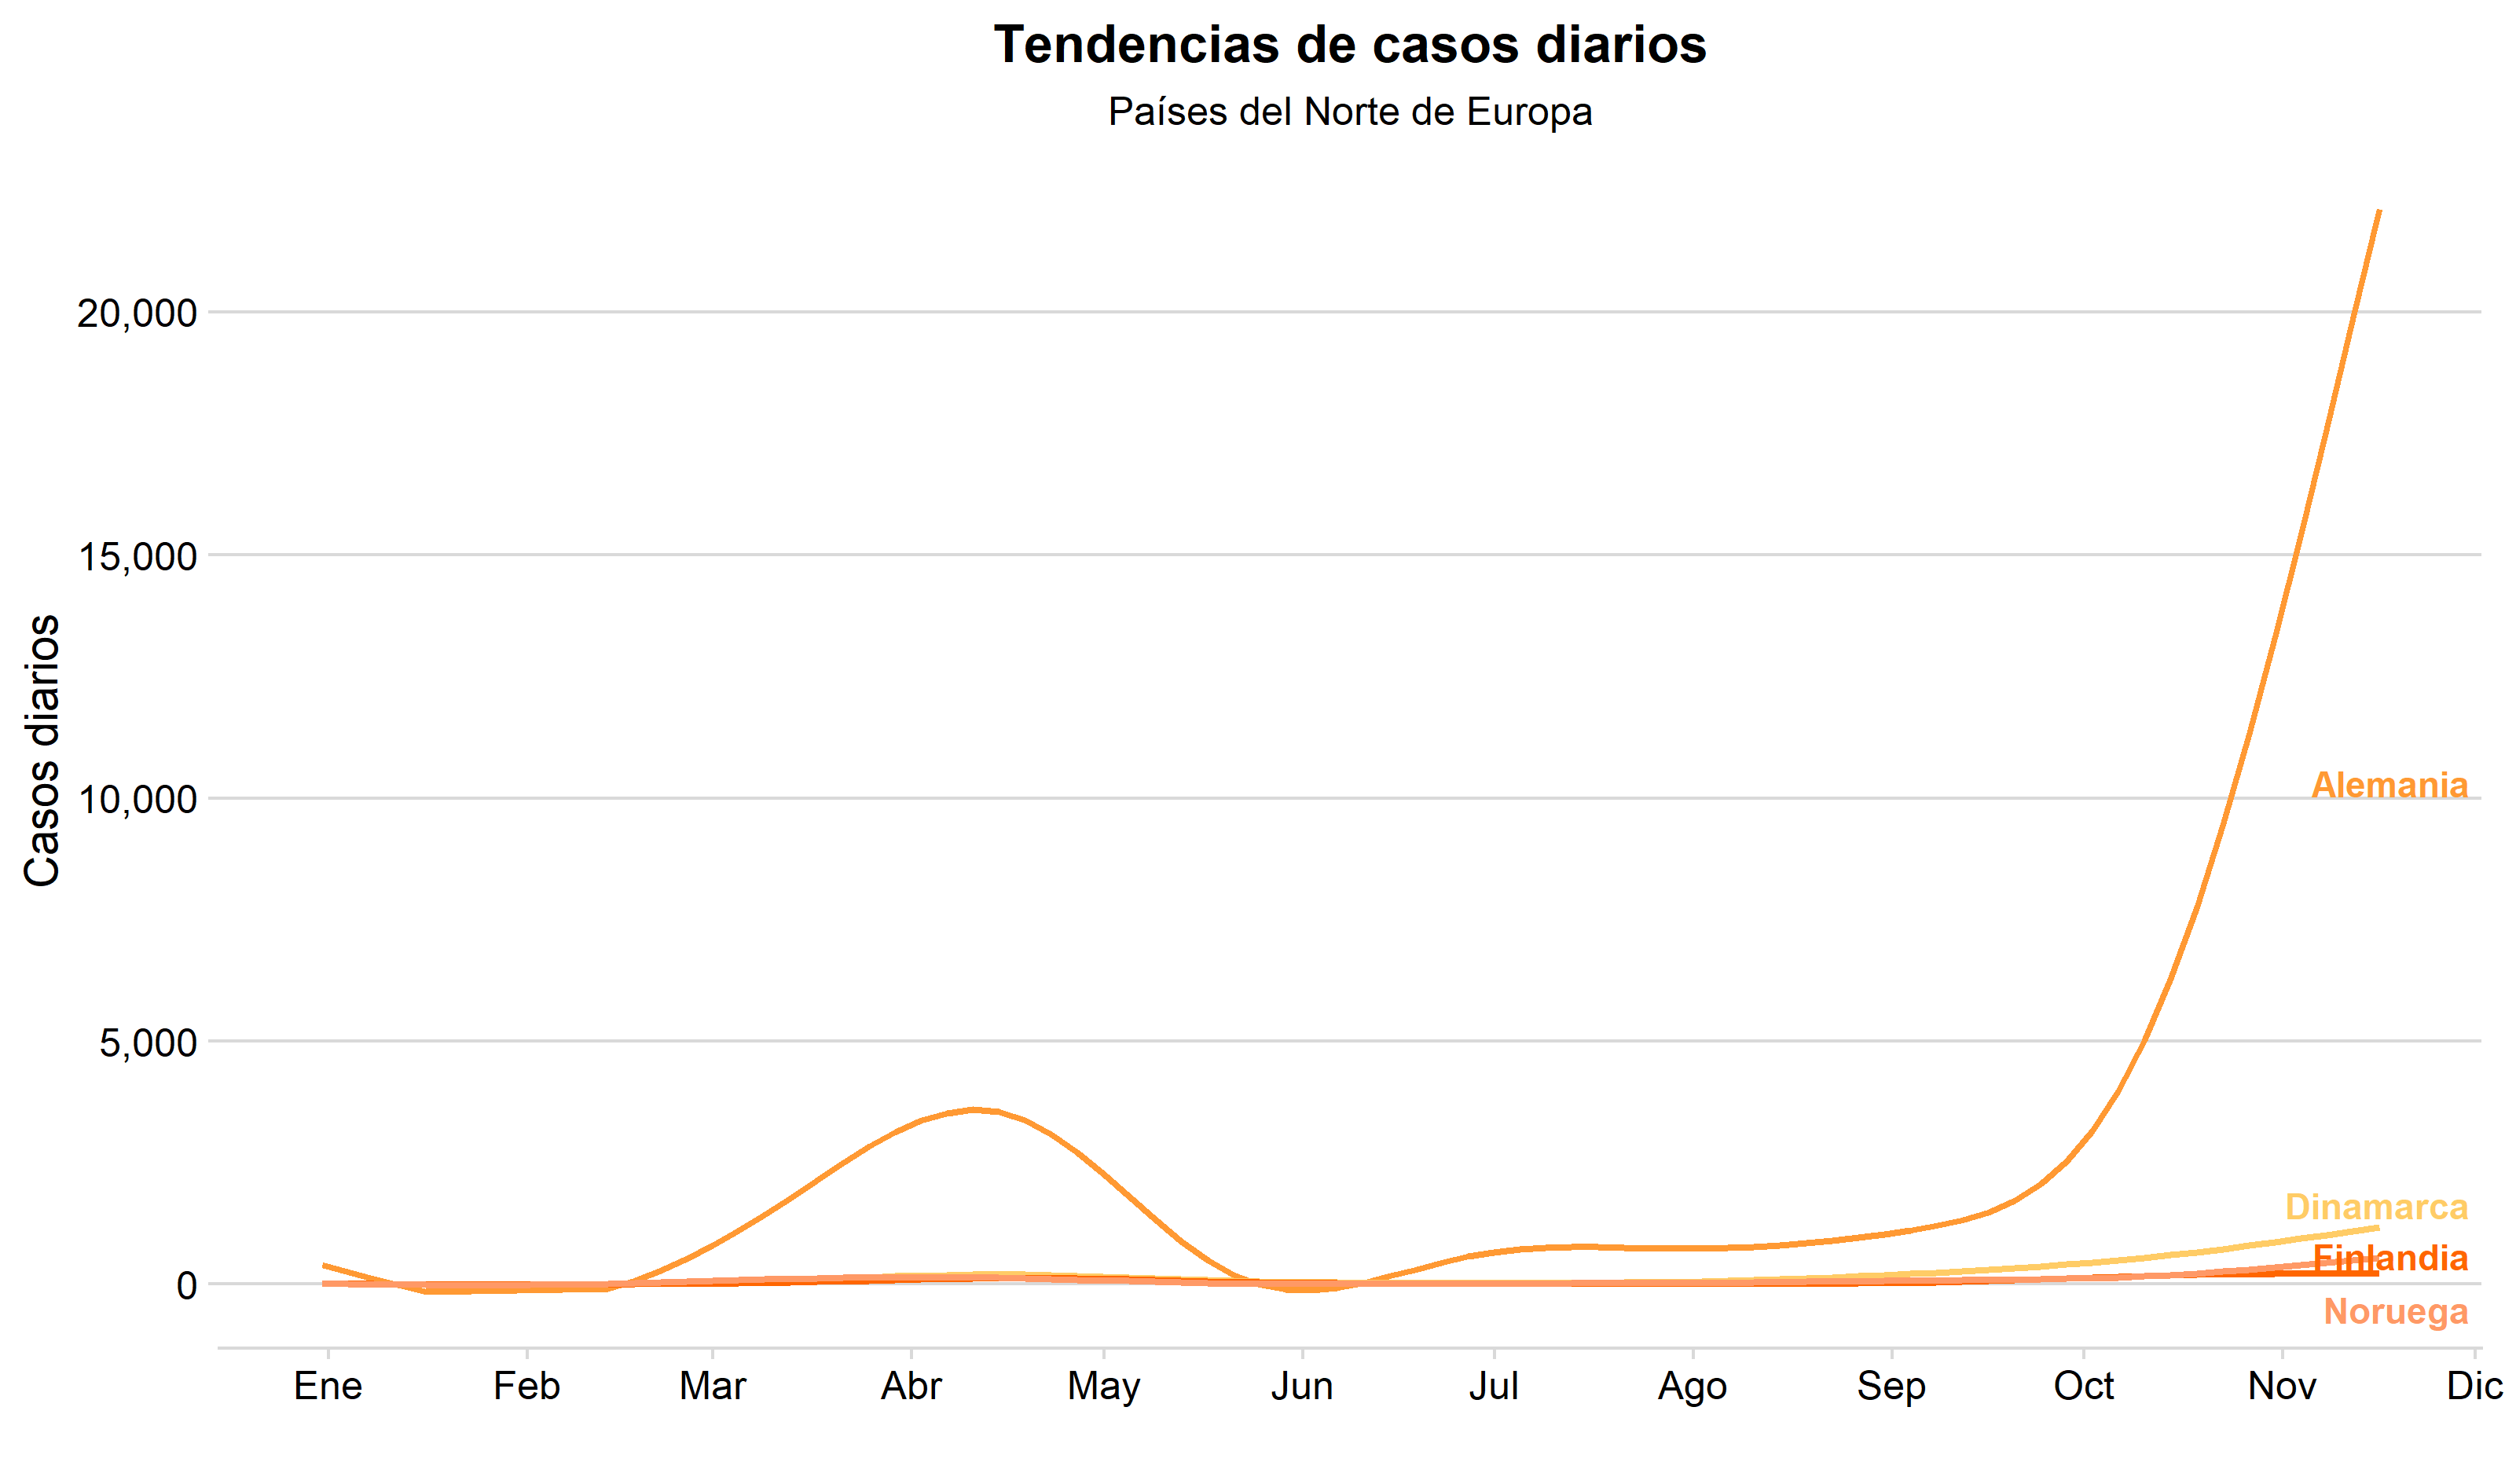 Tendencias de casos diarios
Países del Norte de Europa
Casos diarios
20,000
15,000
10,000
5,000
0
Alemania
Dinamarca
Finlandia
Noruega
Ene Feb Mar Abr May Jun Jul Ago Sep Oct Nov Dic